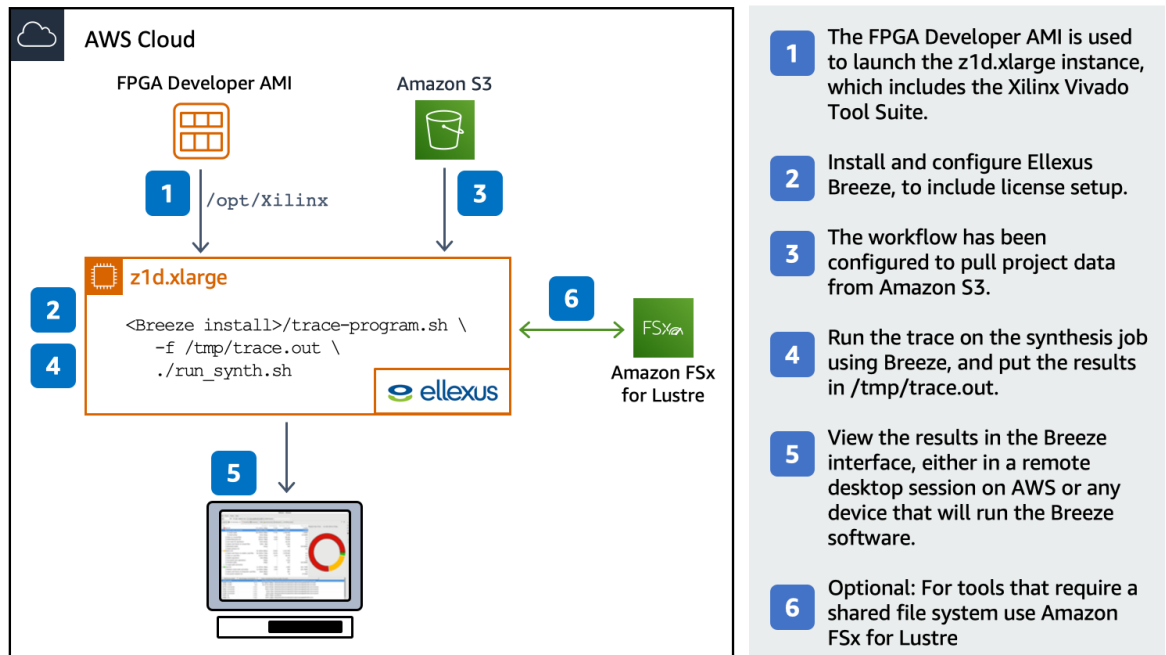 AWS Cloud
FPGA Developer AMI
Amazon S3
1
/opt/Xilinx
3
z1d.xlarge
2
4
<Breeze install>/trace-program.sh \
-f /tmp/trace.out \
./run_synth.sh
ellexus
6
FSx
Amazon FSx
for Lustre
5
1
The FPGA Developer AMI is used
to launch the z1d.xlarge instance,
which includes the Xilinx Vivado
Tool Suite.
2
Install and configure Ellexus
Breeze, to include license setup.
3
The workflow has been
configured to pull project data
from Amazon S3.
4
Run the trace on the synthesis job
using Breeze, and put the results
in /tmp/trace.out.
5
View the results in the Breeze
interface, either in a remote
desktop session on AWS or any
device that will run the Breeze
software.
6
Optional: For tools that require a
shared file system use Amazon
FSx for Lustre